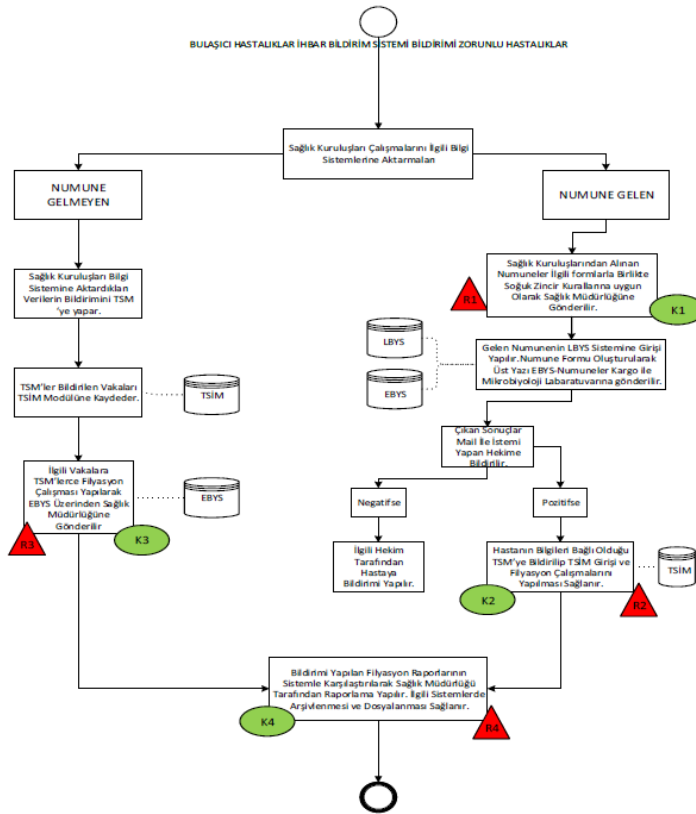 BULAŞICI HASTALIKLAR İHBAR BİLDİRİM SİSTEMİ BİLDİRİMİ ZORUNLU HASTALIKLAR
Sağlık Kuruluşları Çalışmalarını İlgili Bilgi
Sistemlerine Aktarmaları
NUMUNE
GELMEYEN
NUMUNE GELEN
Sağlık Kuruluşları Bilgi
Sistemine Aktardıkları
Verilerin Bildirimini TSM
'ye yapar.
Sağlık Kuruluşlarından Alınan
Numuneler İlgili formlarla Birlikte
Soğuk Zincir Kurallarına uygun
Olarak Sağlık Müdürlüğüne
Gönderilir.
R1
K1
LBYS
EBYS
Gelen Numunenin LBYS Sistemine Girişi
Yapılır.Numune Formu Oluşturularak
Üst Yazı EBYS-Numuneler Kargo ile
Mikrobiyoloji Labaratuvarına gönderilir.
TSM'ler Bildirilen Vakaları
TSİM Modülüne Kaydeder.
TSİM
Çıkan Sonuçlar
Mail İle İstemi
Yapan Hekime
Bildirilir.
İlgili Vakalara
TSM'lerce Filyasyon
Çalışması Yapılarak
EBYS Üzerinden Sağlık
Müdürlüğüne
Gönderilir
EBYS
R3
K3
Negatifse
Pozitifse
İlgili Hekim
Tarafından
Hastaya
Bildirimi Yapılır.
Hastanın Bilgileri Bağlı Olduğu
TSM'ye Bildirilip TSİM Girişi ve
Filyasyon Çalışmalarını
Yapılması Sağlanır.
TSİM
K2
R2
Bildirimi Yapılan Filyasyon Raporlarının
Sistemle Karşılaştırılarak Sağlık Müdürlüğü
Tarafından Raporlama Yapılır. İlgili Sistemlerde
Arşivlenmesi ve Dosyalanması Sağlanır.
K4
R4